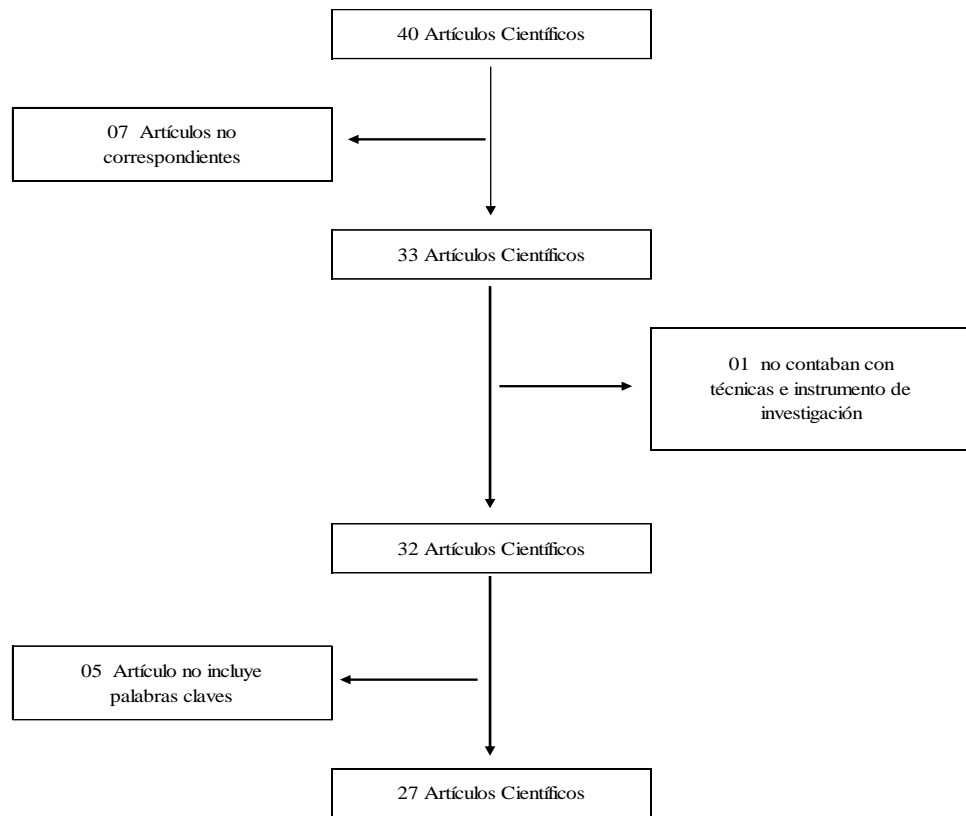 40 Artículos Científicos
07 Artículos no
correspondientes
33 Artículos Científicos
01 no contaban con
técnicas e instrumento de
investigación
32 Artículos Científicos
05 Artículo no incluye
palabras claves
27 Artículos Científicos